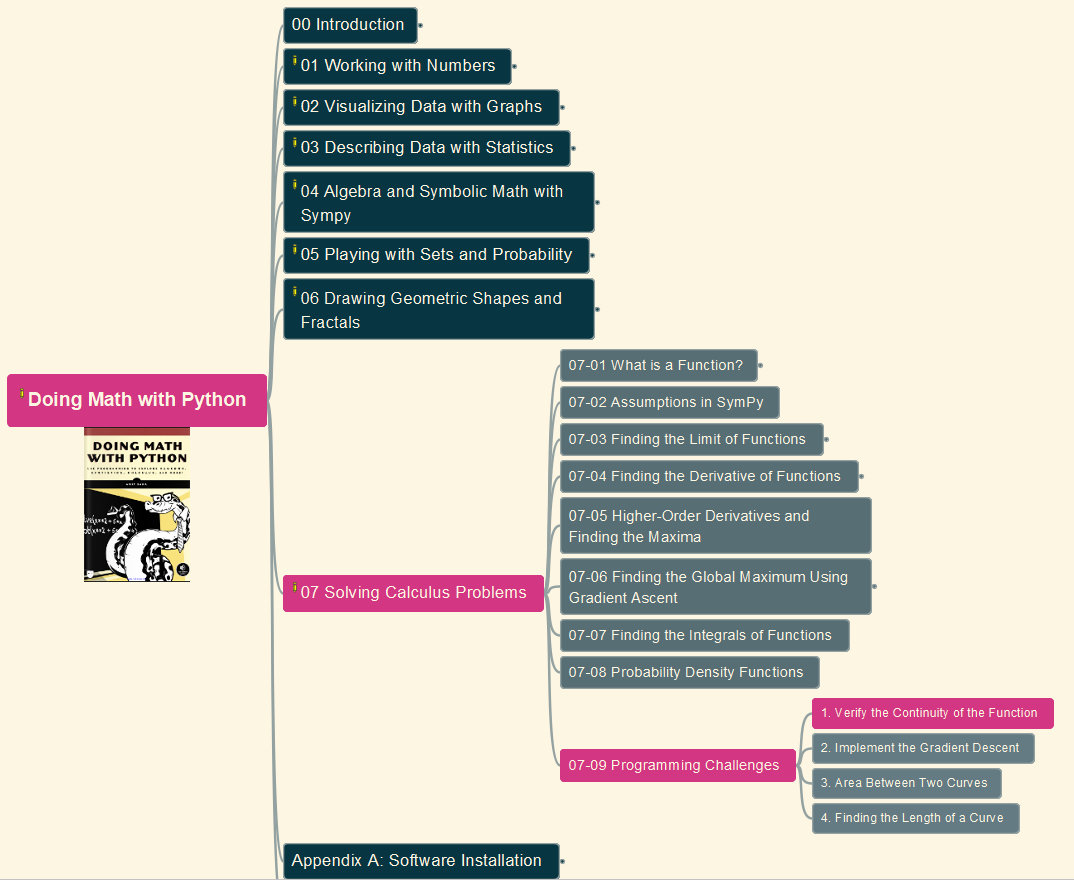 00 Introduction
01 Working with Numbers
02 Visualizing Data with Graphs
03 Describing Data with Statistics
04 Algebra and Symbolic Math with
Sympy
05 Playing with Sets and Probability
06 Drawing Geometric Shapes and
Fractals
Doing Math with Python
DOING MATH
WITH PYTHON
07 Solving Calculus Problems
07-01 What is a Function?
07-02 Assumptions in SymPy
07-03 Finding the Limit of Functions
07-04 Finding the Derivative of Functions
07-05 Higher-Order Derivatives and
Finding the Maxima
07-06 Finding the Global Maximum Using
Gradient Ascent
07-07 Finding the Integrals of Functions
07-08 Probability Density Functions
07-09 Programming Challenges
1. Verify the Continuity of the Function
2. Implement the Gradient Descent
3. Area Between Two Curves
4. Finding the Length of a Curve
Appendix A: Software Installation